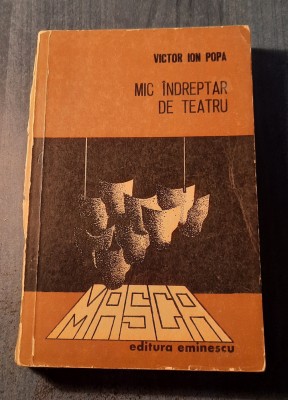 VICTOR ION POPA
MIC ÎNDREPTAR
DE TEATRU
MASCA
editura eminescu